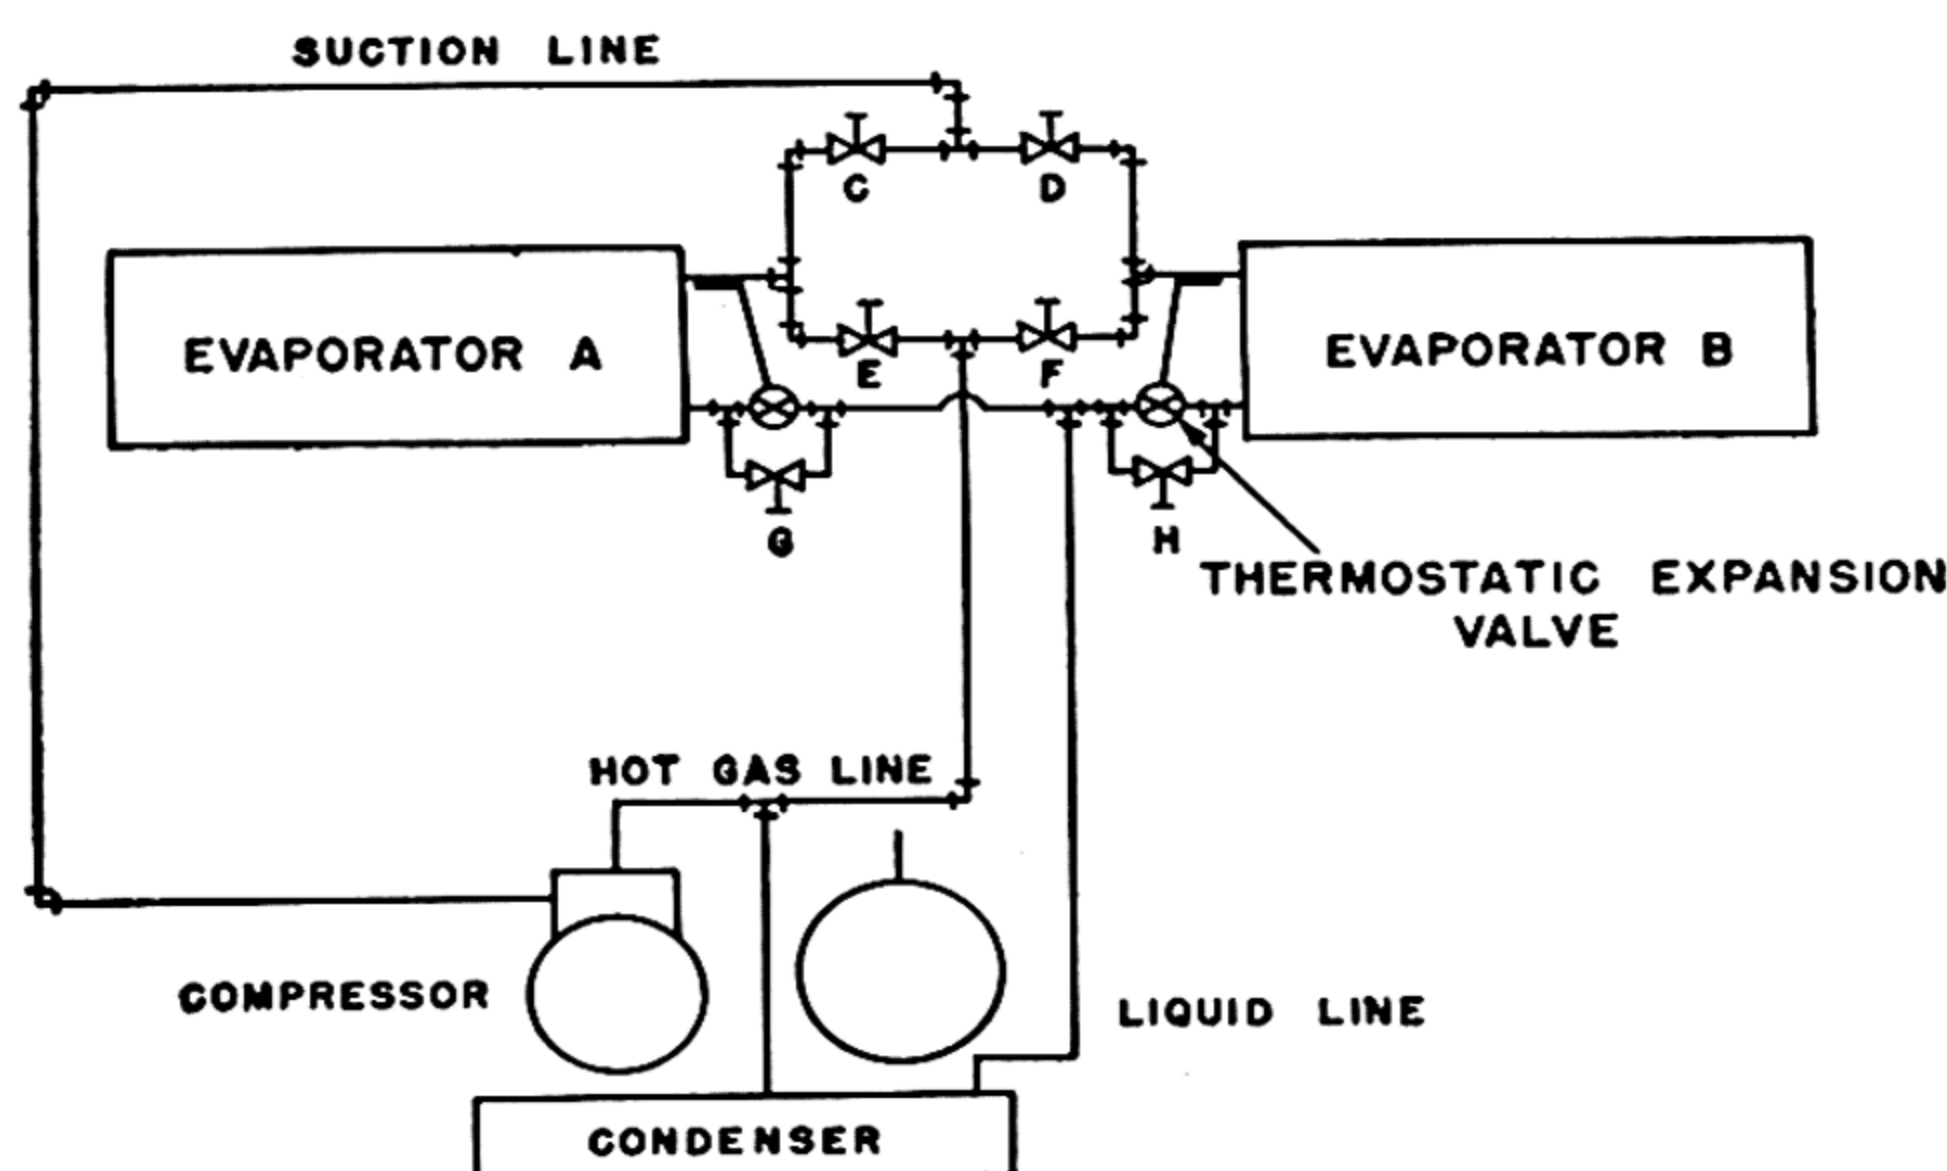 SUCTION LINE
C
D
EVAPORATOR A
EVAPORATOR B
E
F
G
H
THERMOSTATIC EXPANSION
VALVE
HOT GAS LINE
COMPRESSOR
LIQUID LINE
CONDENSER